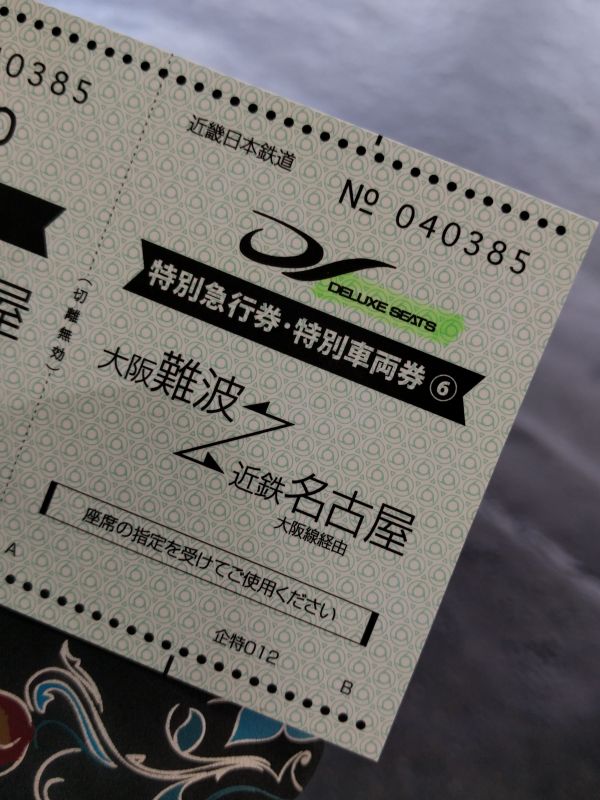 近畿日本鉄道
№ 040385
DELUXE SEATS
特別急行券・特別車両券⑥
大阪難波
近鉄名古屋
大阪線経由
座席の指定を受けてご使用ください
企特012
B
(切離無効)
40385
屋
A